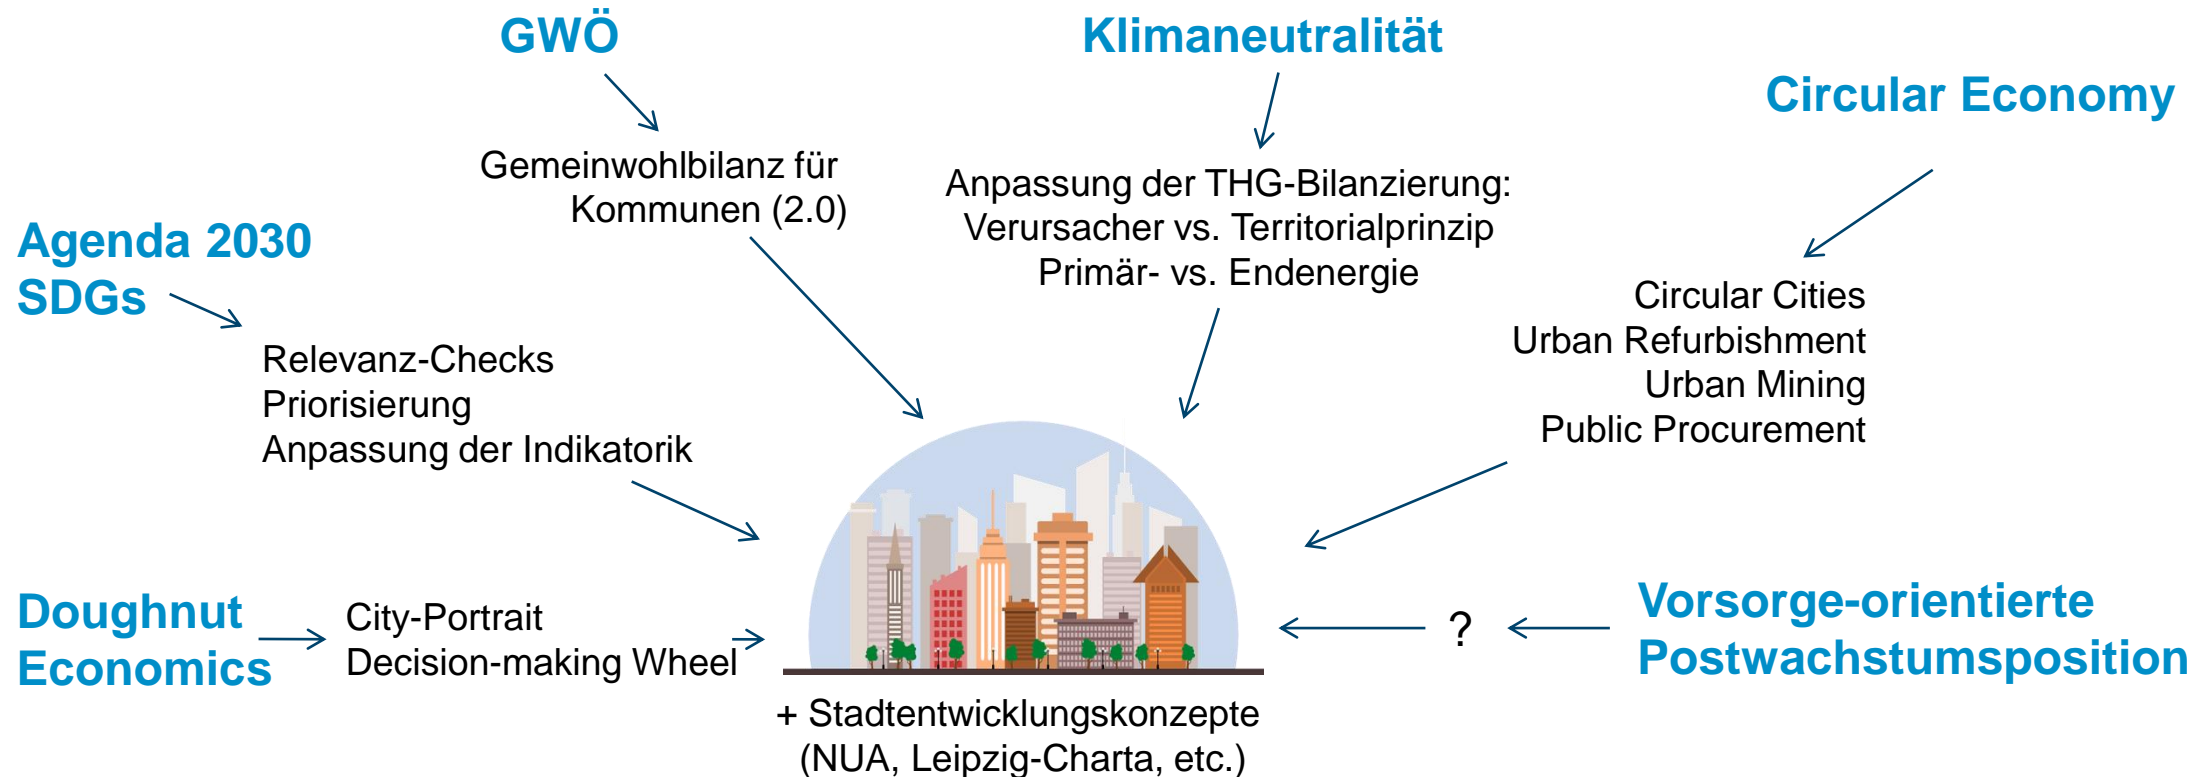 GWÖ
Klimaneutralität
Circular Economy
Gemeinwohlbilanz für
Kommunen (2.0)
Anpassung der THG-Bilanzierung:
Verursacher vs. Territorialprinzip
Primär- vs. Endenergie
Agenda 2030
SDGs
Relevanz-Checks
Priorisierung
Anpassung der Indikatorik
Circular Cities
Urban Refurbishment
Urban Mining
Public Procurement
Doughnut
Economics
City-Portrait
Decision-making Wheel
?
Vorsorge-orientierte
Postwachstumsposition
+ Stadtentwicklungskonzepte
(NUA, Leipzig-Charta, etc.)